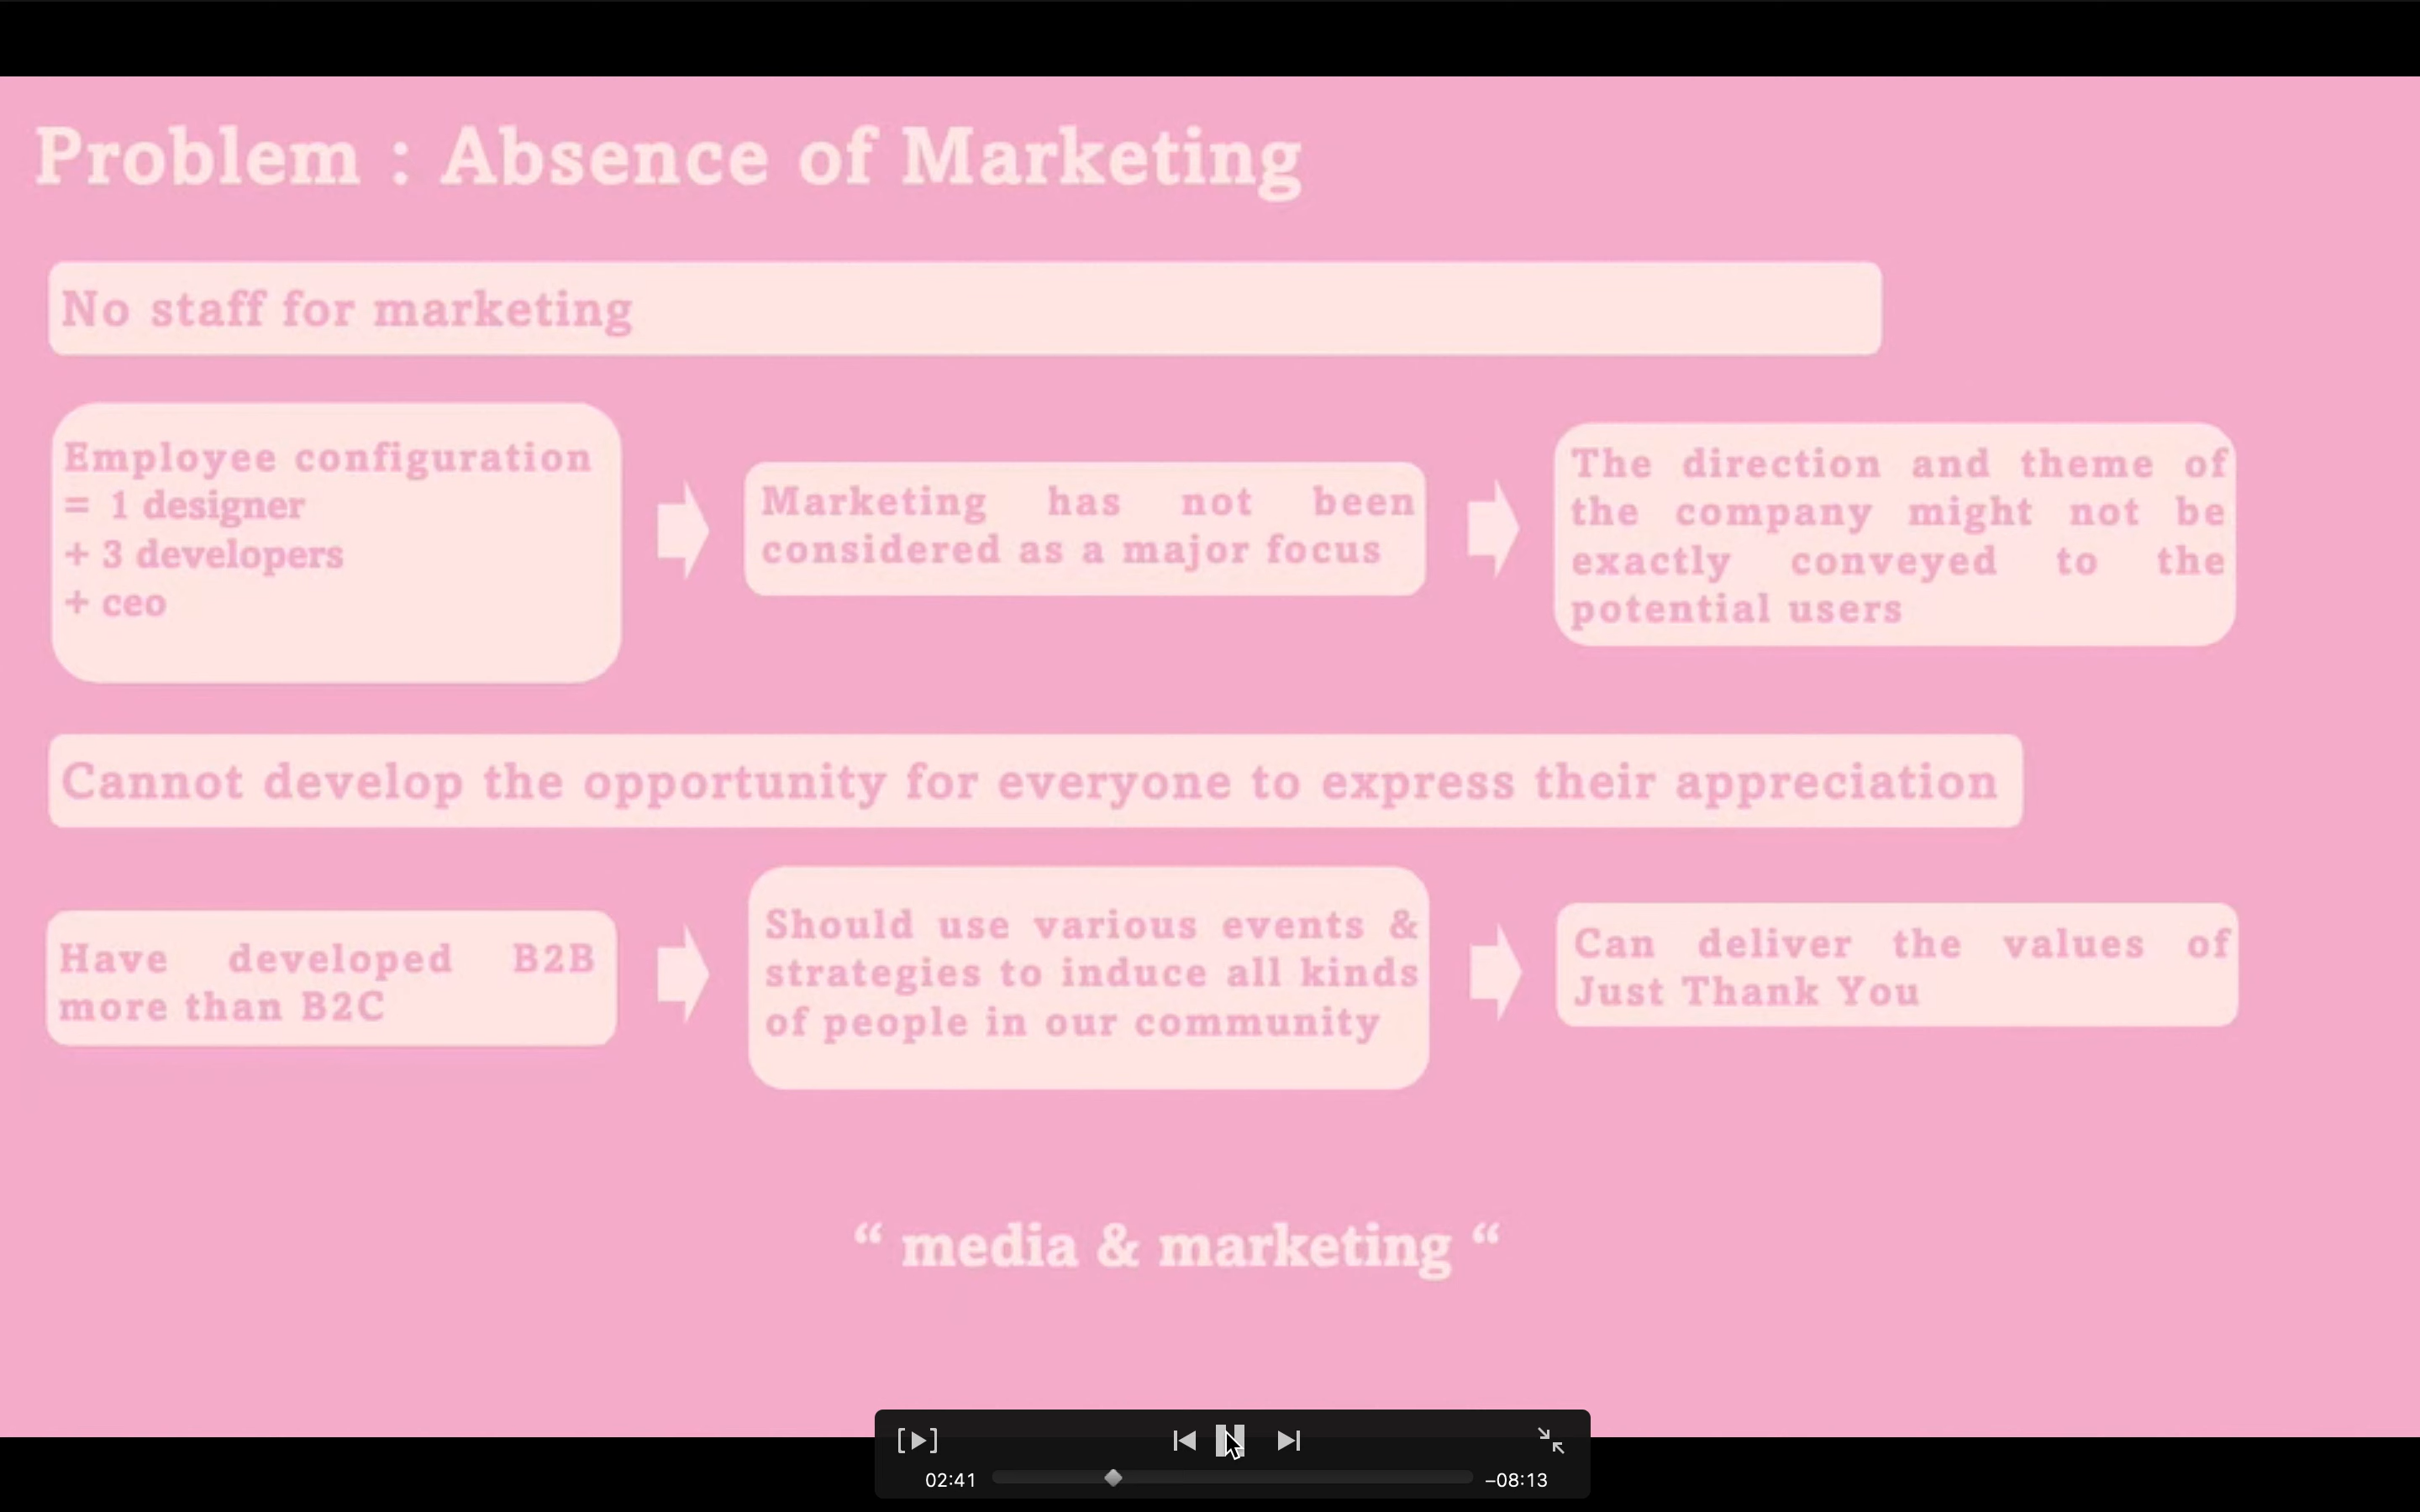 Problem : Absence of Marketing
No staff for marketing
Employee configuration
= 1 designer
+ 3 developers
+ ceo
Marketing has not been
considered as a major focus
The direction and theme of
the company might not be
exactly conveyed to the
potential users
Cannot develop the opportunity for everyone to express their appreciation
Have developed B2B
more than B2C
Should use various events &
strategies to induce all kinds
of people in our community
Can deliver the values of
Just Thank You
“ media & marketing “
02:41
−08:13